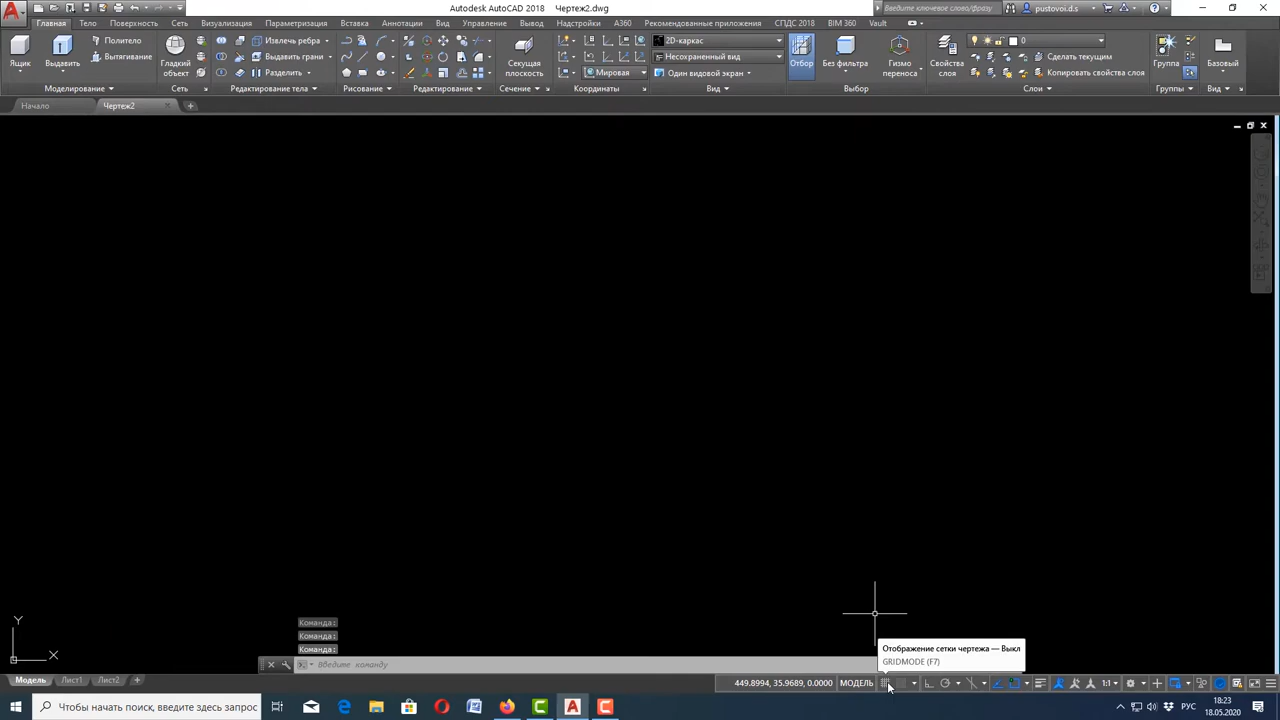 Autodesk AutoCAD 2018 Чертеж2.dwg
Введите ключевое слово/фразу
pustovoi.d.s
Главная Тело Поверхность Сеть Визуализация Параметризация Вставка Аннотации Вид Управление Вывод Надстройки A360 Рекомендованные приложения СПДС 2018 BIM 360 Vault
Ящик
Выдавить
Политело
Вытягивание
Моделирование
Гладкий объект
Сеть
Извлечь ребра
Выдавить грани
Разделить
Редактирование тела
Рисование
Редактирование
Секущая плоскость
Сечение
Мировая
Координаты
2D-каркас
Несохраненный вид
Один видовой экран
Вид
Отбор
Без фильтра
Гизмо переноса
Выбор
Свойства слоя
0
Сделать текущим
Копировать свойства слоя
Слои
Группа
Группы
Базовый
Вид
Начало Чертеж2
Y
X
Команда:
Команда:
Команда:
Введите команду
Отображение сетки чертежа — Выкл
GRIDMODE (F7)
Модель Лист1 Лист2
449.8994, 35.9689, 0.0000 МОДЕЛЬ
1:1
Чтобы начать поиск, введите здесь запрос
РУС
18:23
18.05.2020